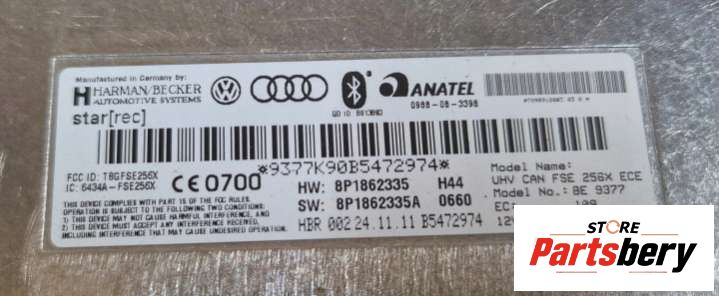 Manufactured in Germany by:
HARMAN/BECKER
AUTOMOTIVE SYSTEMS
star[rec]
ANATEL
0988-08-3398
*9377K90B5472974*
FCC ID: T8GFSE256X
IC: 6434A-FSE256X
CE0700
THIS DEVICE COMPLIES WITH PART 15 OF THE FCC RULES
OPERATION IS SUBJECT TO THE FOLLOWING TWO CONDITIONS:
1) THIS DEVICE MAY NOT CAUSE HARMFUL INTERFERENCE, AND
2) THIS DEVICE MUST ACCEPT ANY INTERFERENCE RECEIVED,
INCLUDING INTERFERENCE THAT MAY CAUSE UNDESIRED OPERATION.
HW: 8P1862335 H44
SW: 8P1862335A 0660
HBR 002 24.11.11 B5472974
Model Name:
UHV CAN FSE 256X ECE
Model No.: BE 9377
12V
STORE
Partsbery